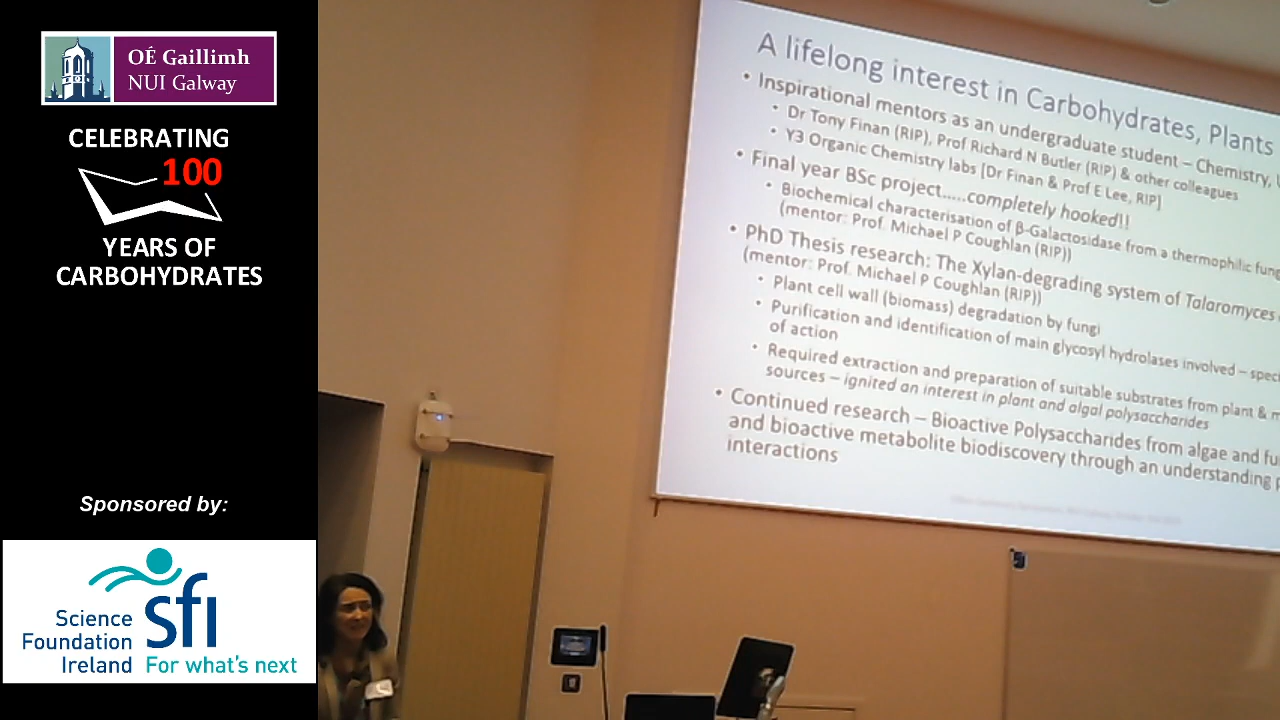 OÉ Gaillimh
NUI Galway
CELEBRATING
100
YEARS OF
CARBOHYDRATES
Sponsored by:
Science
Foundation
Ireland
sfi
For what's next
A lifelong interest in Carbohydrates, Plants
• Inspirational mentors as an undergraduate student – Chemistry,
• Dr Tony Finan (RIP), Prof Richard N Butler (RIP) & other colleagues
• Y3 Organic Chemistry labs [Dr Finan & Prof E Lee, RIP]
• Final year BSc project.....completely hooked!!
• Biochemical characterisation of β-Galactosidase from a thermophilic fung
(mentor: Prof. Michael P Coughlan (RIP))
• PhD Thesis research: The Xylan-degrading system of Talaromyces
(mentor: Prof. Michael P Coughlan (RIP))
• Plant cell wall (biomass) degradation by fungi
• Purification and identification of main glycosyl hydrolases involved – spec
of action
• Required extraction and preparation of suitable substrates from plant & m
sources – ignited an interest in plant and algal polysaccharides
• Continued research – Bioactive Polysaccharides from algae and fu
and bioactive metabolite biodiscovery through an understanding
interactions